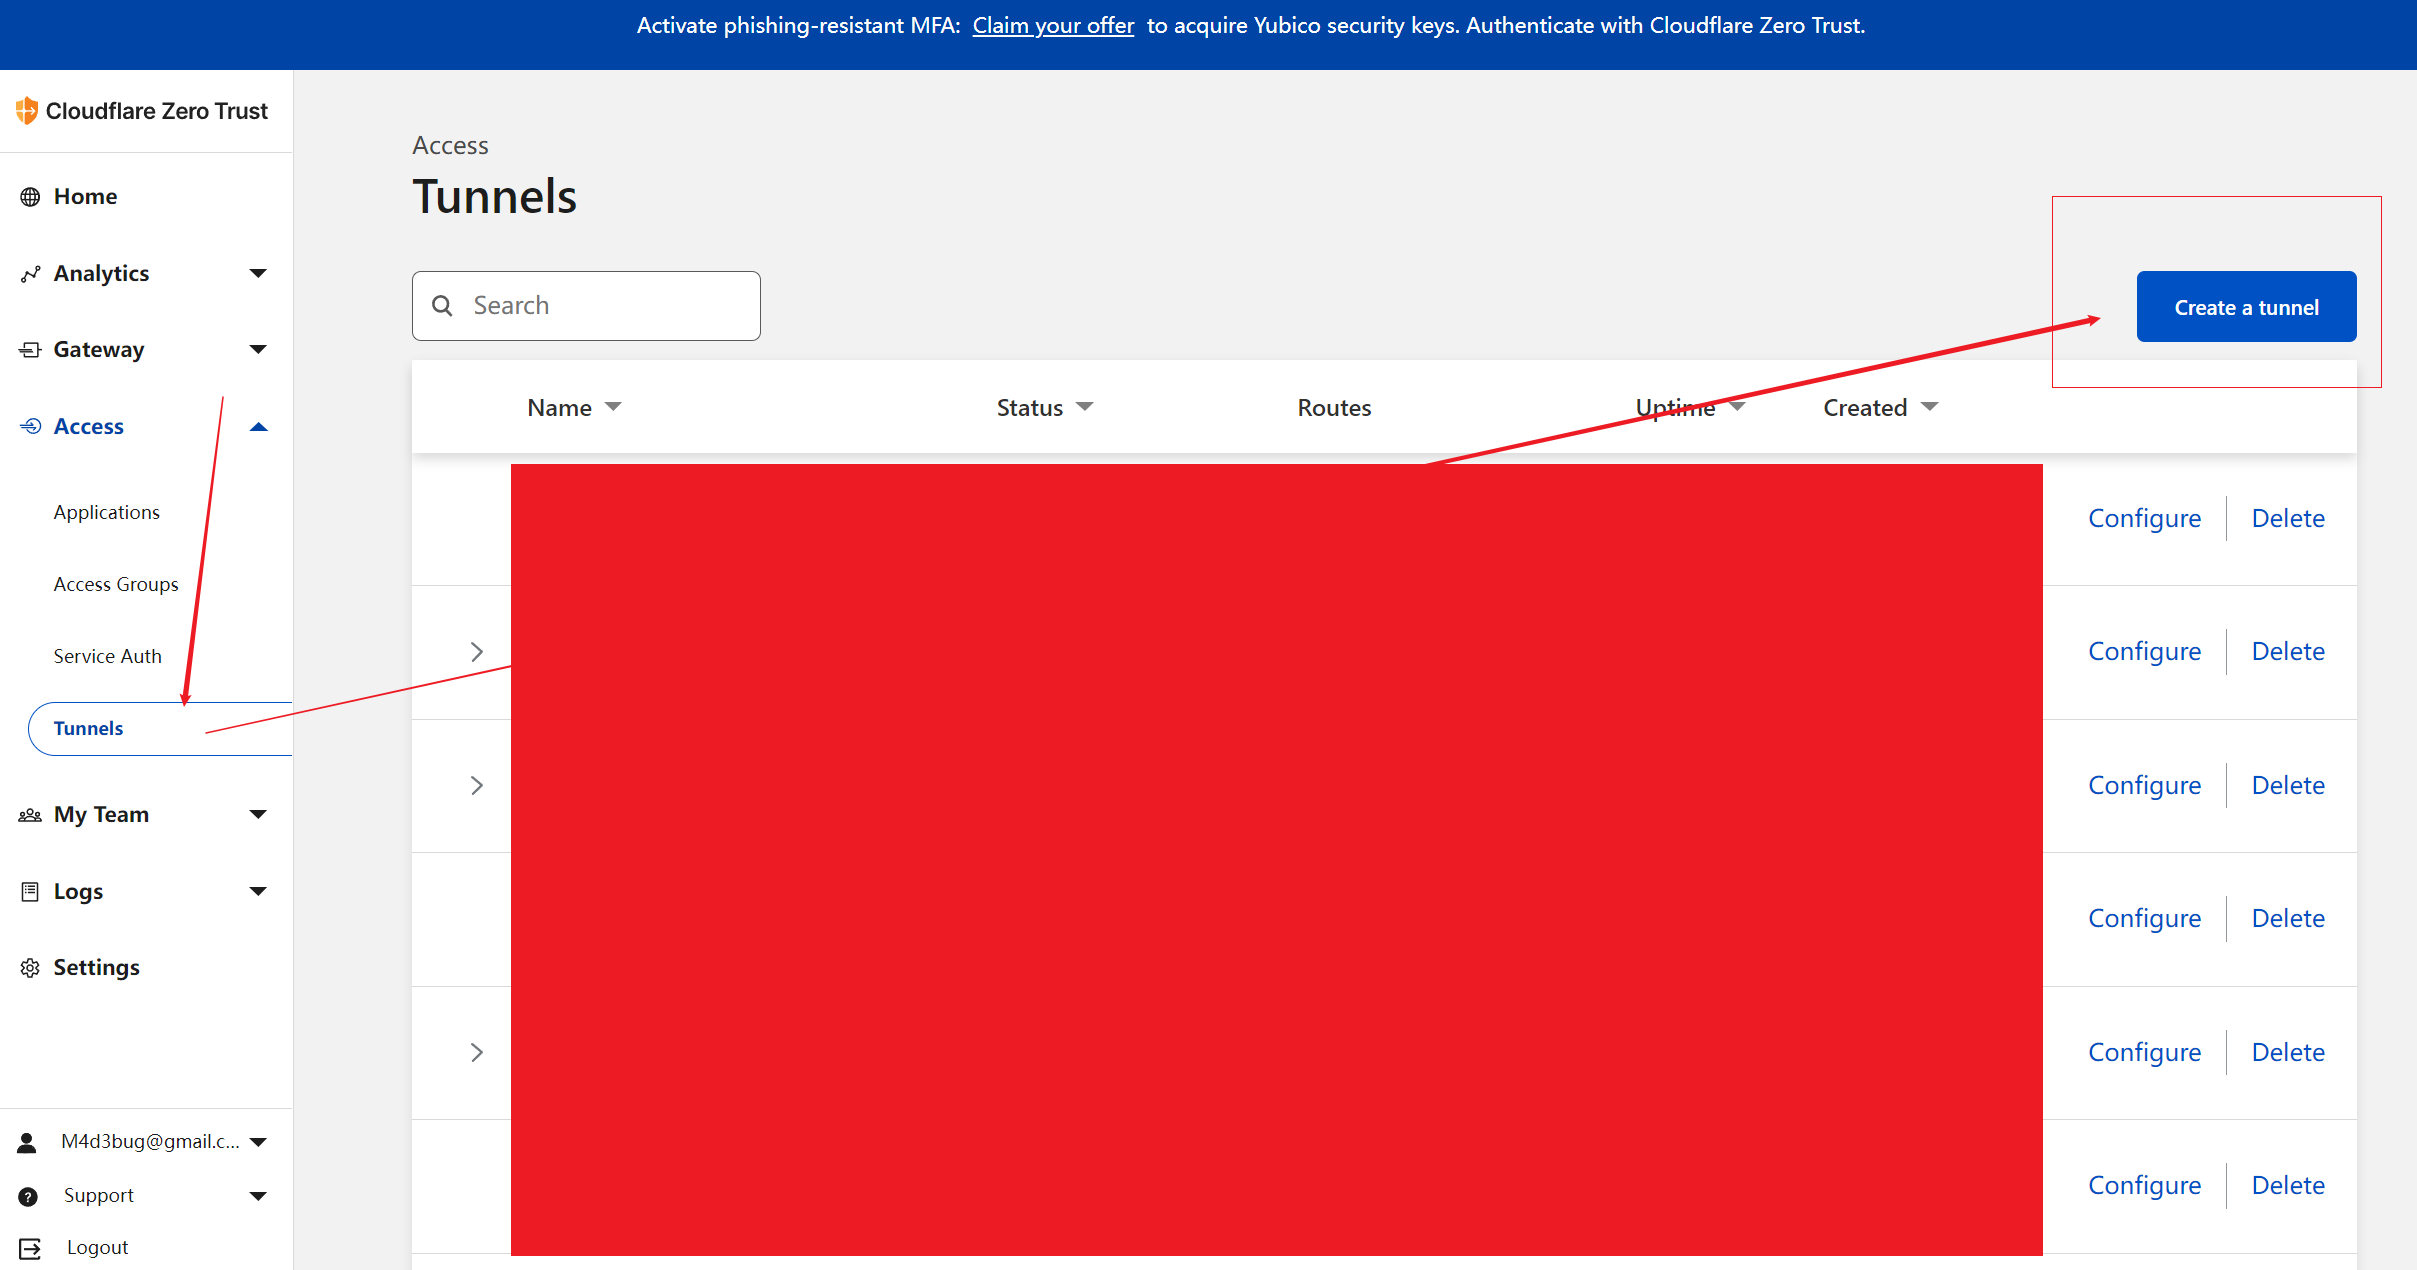 Activate phishing-resistant MFA: Claim your offer to acquire Yubico security keys. Authenticate with Cloudflare Zero Trust.
Cloudflare Zero Trust
Home
Analytics
Gateway
Access
Applications
Access Groups
Service Auth
Tunnels
My Team
Logs
Settings
M4d3bug@gmail.c...
Support
Logout
Access
Tunnels
Search
Create a tunnel
Name Status Routes Uptime Created
Configure Delete
Configure Delete
Configure Delete
Configure Delete
Configure Delete
Configure Delete